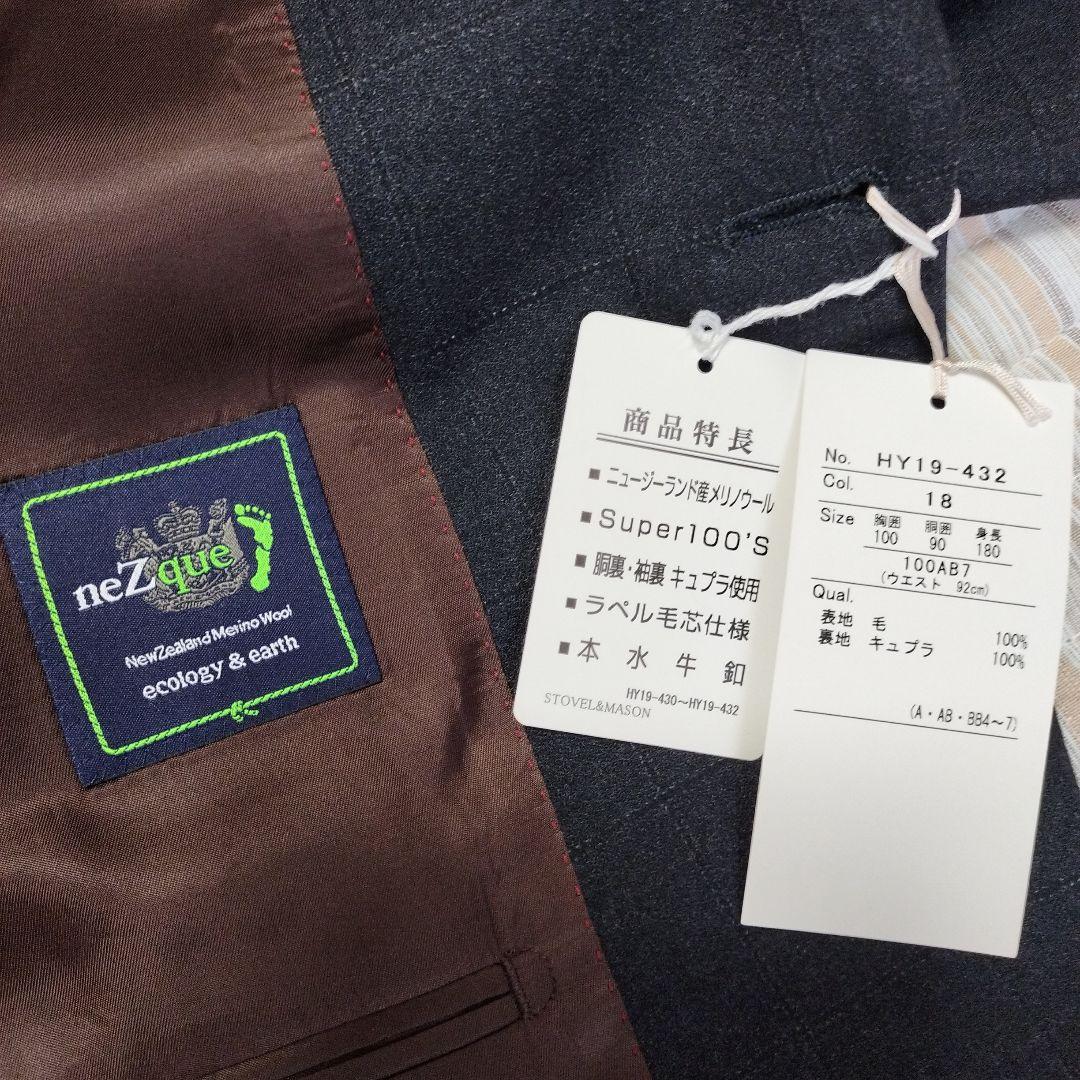 neZque
NewZealand Merino Wool
ecology & earth
商品特長
■ニュージーランド産メリノウール
■Super100'S
■胴裏・袖裏 キュプラ使用
■ラペル毛芯仕様
■本 水 牛 釦
HY19-430～HY19-432
STOVEL&MASON
No. HY19-432
Col. 18
Size 胸囲 胴囲 身長
100 90 180
100AB7
(ウエスト 92cm)
Qual.
表地 毛 100%
裏地 キュプラ 100%
(A・AB・BB4～7)